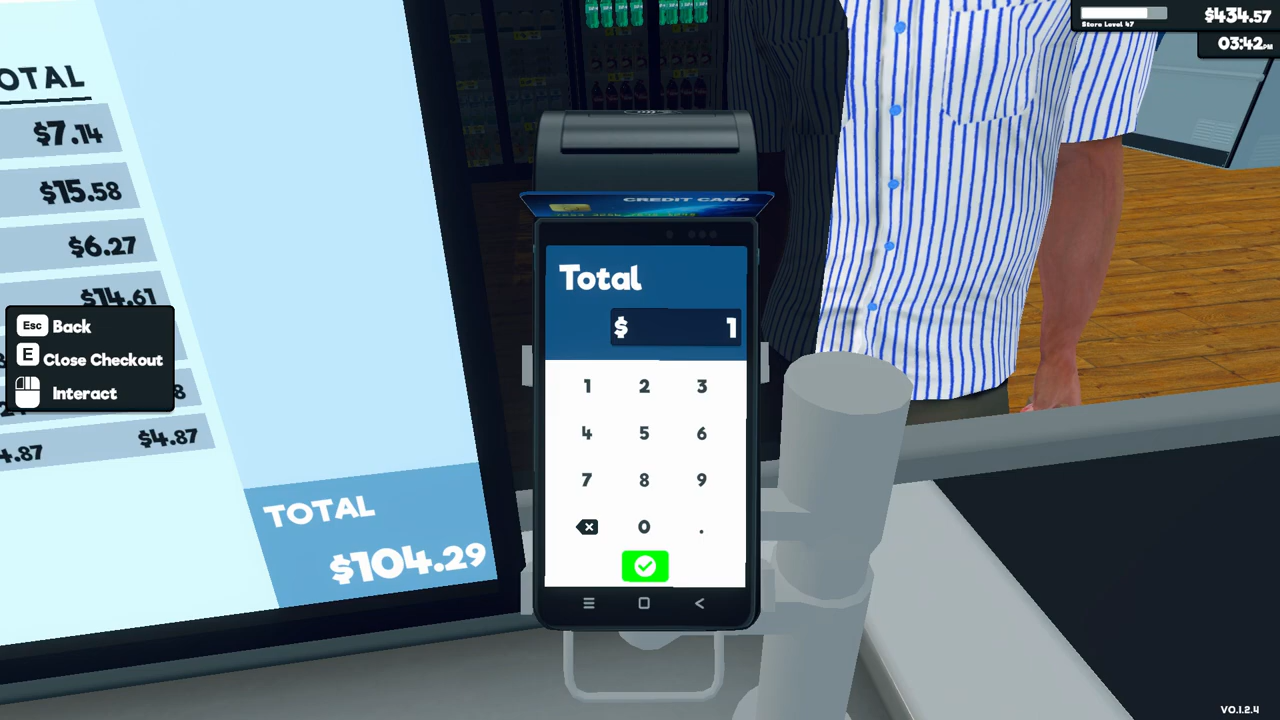 OTAL
$7.14
$15.58
$6.27
$14.61
8
4.87 $4.87
TOTAL
$104.29
Esc Back
E Close Checkout
Interact
CREDIT CARD
Total
$ 1
1 2 3
4 5 6
7 8 9
0 .
Store Level 47
$434.57
03:42PM
V0.1.2.4